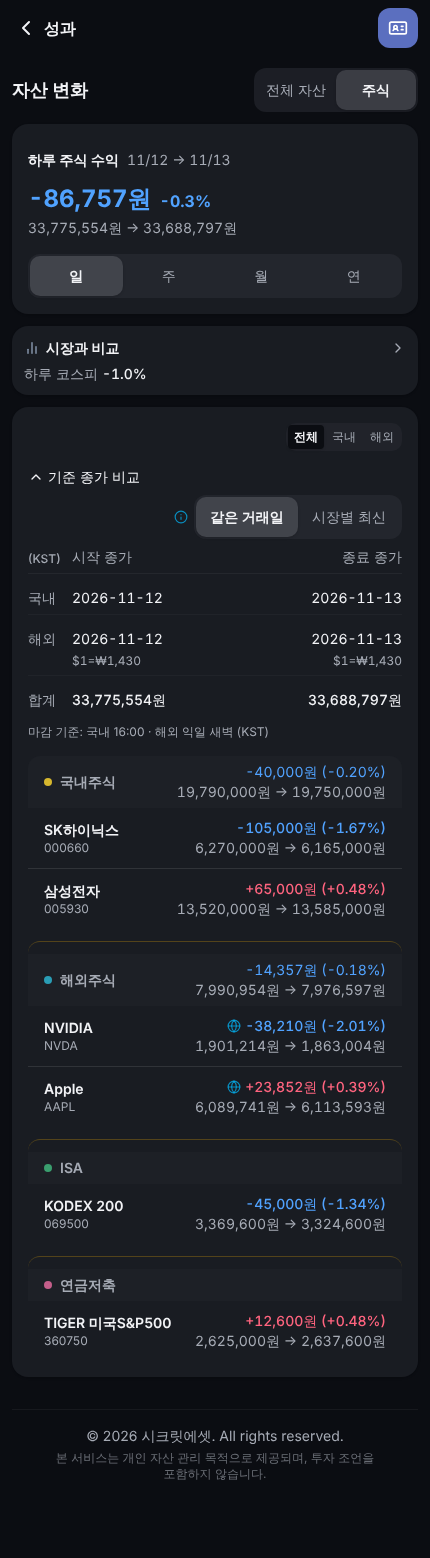 성과
자산 변화
전체 자산 주식
하루 주식 수익 11/12 → 11/13
-86,757원 -0.3%
33,775,554원 → 33,688,797원
일 주 월 연
시장과 비교
하루 코스피 -1.0%
전체 국내 해외
기준 종가 비교
같은 거래일 시장별 최신
(KST) 시작 종가 종료 종가
국내 2026-11-12 2026-11-13
해외 2026-11-12 2026-11-13
$1=₩1,430 $1=₩1,430
합계 33,775,554원 33,688,797원
마감 기준: 국내 16:00 · 해외 익일 새벽 (KST)
국내주식 -40,000원 (-0.20%)
19,790,000원 → 19,750,000원
SK하이닉스 -105,000원 (-1.67%)
000660 6,270,000원 → 6,165,000원
삼성전자 +65,000원 (+0.48%)
005930 13,520,000원 → 13,585,000원
해외주식 -14,357원 (-0.18%)
7,990,954원 → 7,976,597원
NVIDIA -38,210원 (-2.01%)
NVDA 1,901,214원 → 1,863,004원
Apple +23,852원 (+0.39%)
AAPL 6,089,741원 → 6,113,593원
ISA
KODEX 200 -45,000원 (-1.34%)
069500 3,369,600원 → 3,324,600원
연금저축
TIGER 미국S&P500 +12,600원 (+0.48%)
360750 2,625,000원 → 2,637,600원
© 2026 시크릿에셋. All rights reserved.
본 서비스는 개인 자산 관리 목적으로 제공되며, 투자 조언을
포함하지 않습니다.